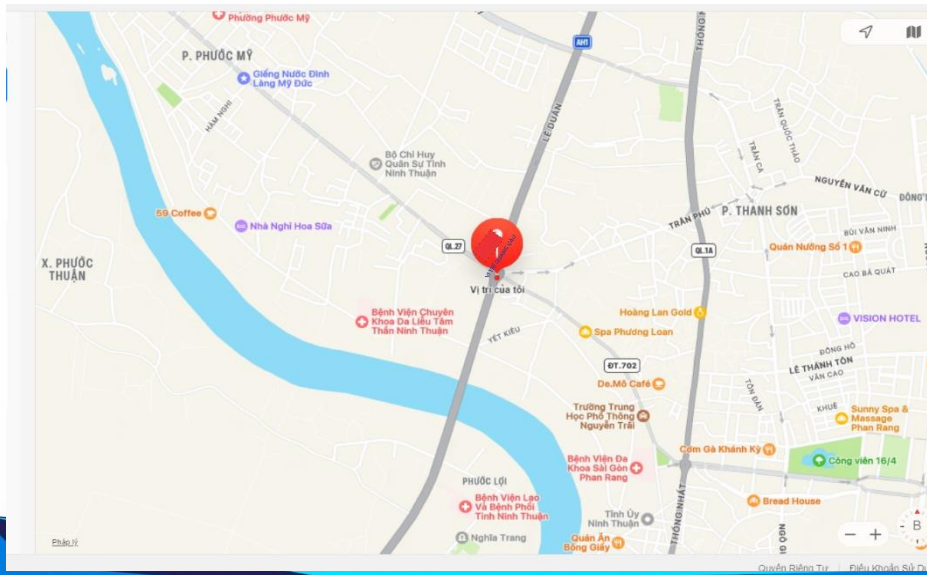 Phường Phước Mỹ
P. PHƯỚC MỸ
Giếng Nước Đình
Làng Mỹ Đức
HÀM NGHI
AH1
THỐNG N
LÊ DUẨN
TRẦN QUỐC THẢO
TRẦN CA
Bộ Chỉ Huy
Quân Sự Tỉnh
Ninh Thuận
NGUYỄN VĂN CỪ
ĐÔNG
59 Coffee
Nhà Nghỉ Hoa Sữa
TRẦN PHÚ
P. THANH SƠN
BÙI VĂN NINH
QL.27
QL.1A
Quán Nướng Số 1
X. PHƯỚC
THUẬN
CAO BÁ QUÁT
Vị trí của tôi
Bệnh Viện Chuyên
Khoa Da Liễu Tâm
Thần Ninh Thuận
Hoàng Lan Gold
VISION HOTEL
YẾT KIÊU
Spa Phương Loan
ĐÔNG HỒ
LÊ THÁNH TÔN
VĂN CAO
ĐT.702
De.Mô Café
TÔN ĐẢN
Trường Trung
Học Phổ Thông
Nguyễn Trãi
KHUÊ
Sunny Spa &
Massage
Phan Rang
Cơm Gà Khánh Kỳ
Bệnh Viện Đa
Khoa Sài Gòn
Phan Rang
Công viên 16/4
PHƯỚC LỢI
Bệnh Viện Lao
Và Bệnh Phổi
Tỉnh Ninh Thuận
Bread House
THỐNG NHẤT
Tỉnh Ủy
Ninh Thuận
NGÔ GI
Nghĩa Trang
Quán Ăn
Bống Giấy
B
Pháp lý
Quyền Riêng Tư
Điều Khoản Sử Dụ